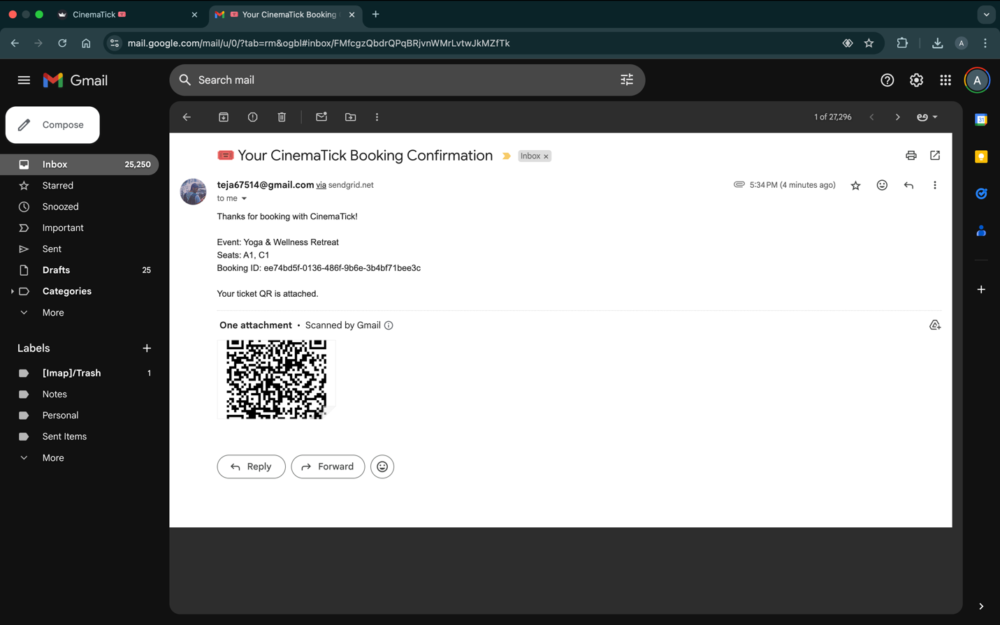 CinemaTick
Your CinemaTick Booking
mail.google.com/mail/u/0/?tab=rm&ogbl#inbox/FMfcgzQbdrQPqBRjvnWMrLvtwJkMZfTk
A
Gmail
Search mail
A
Compose
1 of 27,296
31
Inbox 25,250
Starred
Snoozed
Important
Sent
Drafts 25
Categories
More
Labels
[Imap]/Trash 1
Notes
Personal
Sent Items
More
Your CinemaTick Booking Confirmation
Inbox
teja67514@gmail.com via sendgrid.net
5:34 PM (4 minutes ago)
to me
Thanks for booking with CinemaTick!
Event: Yoga & Wellness Retreat
Seats: A1, C1
Booking ID: ee74bd5f-0136-486f-9b6e-3b4bf71bee3c
Your ticket QR is attached.
One attachment • Scanned by Gmail
Reply
Forward